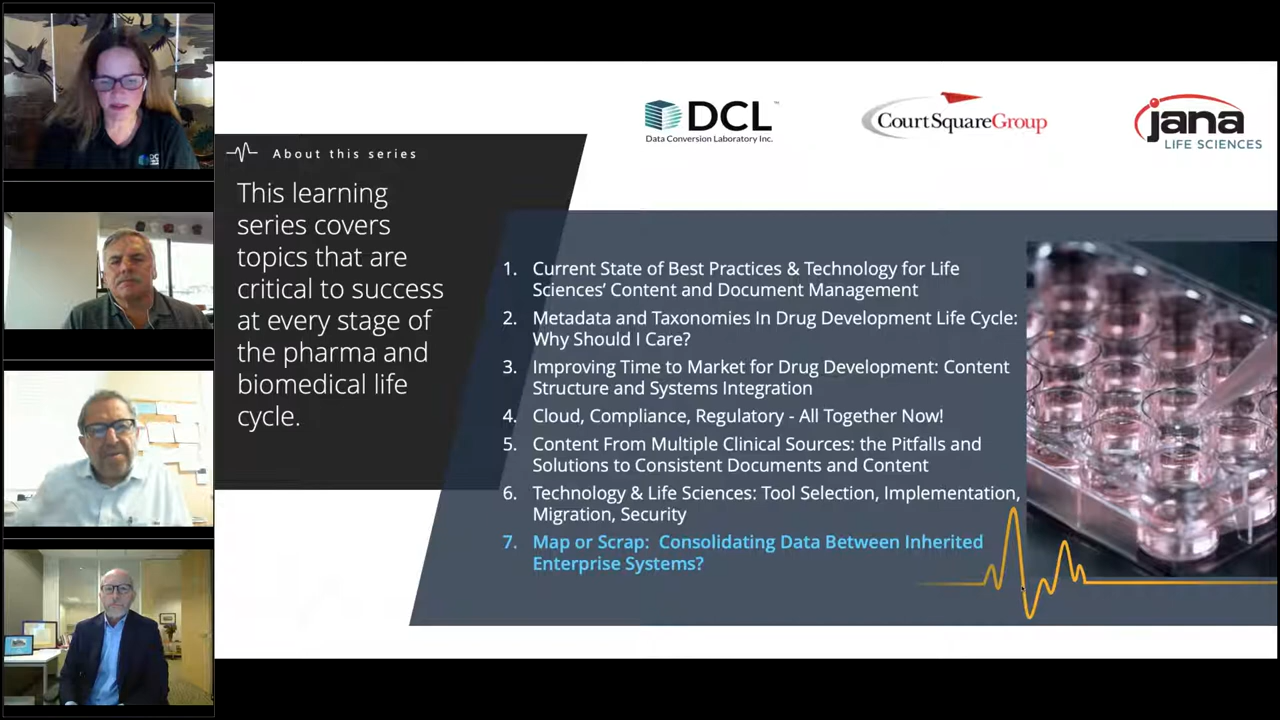 DCL™
Data Conversion Laboratory Inc.
CourtSquareGroup
jana
LIFE SCIENCES
About this series
This learning
series covers
topics that are
critical to success
at every stage of
the pharma and
biomedical life
cycle.
1. Current State of Best Practices & Technology for Life
Sciences’ Content and Document Management
2. Metadata and Taxonomies In Drug Development Life Cycle:
Why Should I Care?
3. Improving Time to Market for Drug Development: Content
Structure and Systems Integration
4. Cloud, Compliance, Regulatory - All Together Now!
5. Content From Multiple Clinical Sources: the Pitfalls and
Solutions to Consistent Documents and Content
6. Technology & Life Sciences: Tool Selection, Implementation,
Migration, Security
7. Map or Scrap: Consolidating Data Between Inherited
Enterprise Systems?